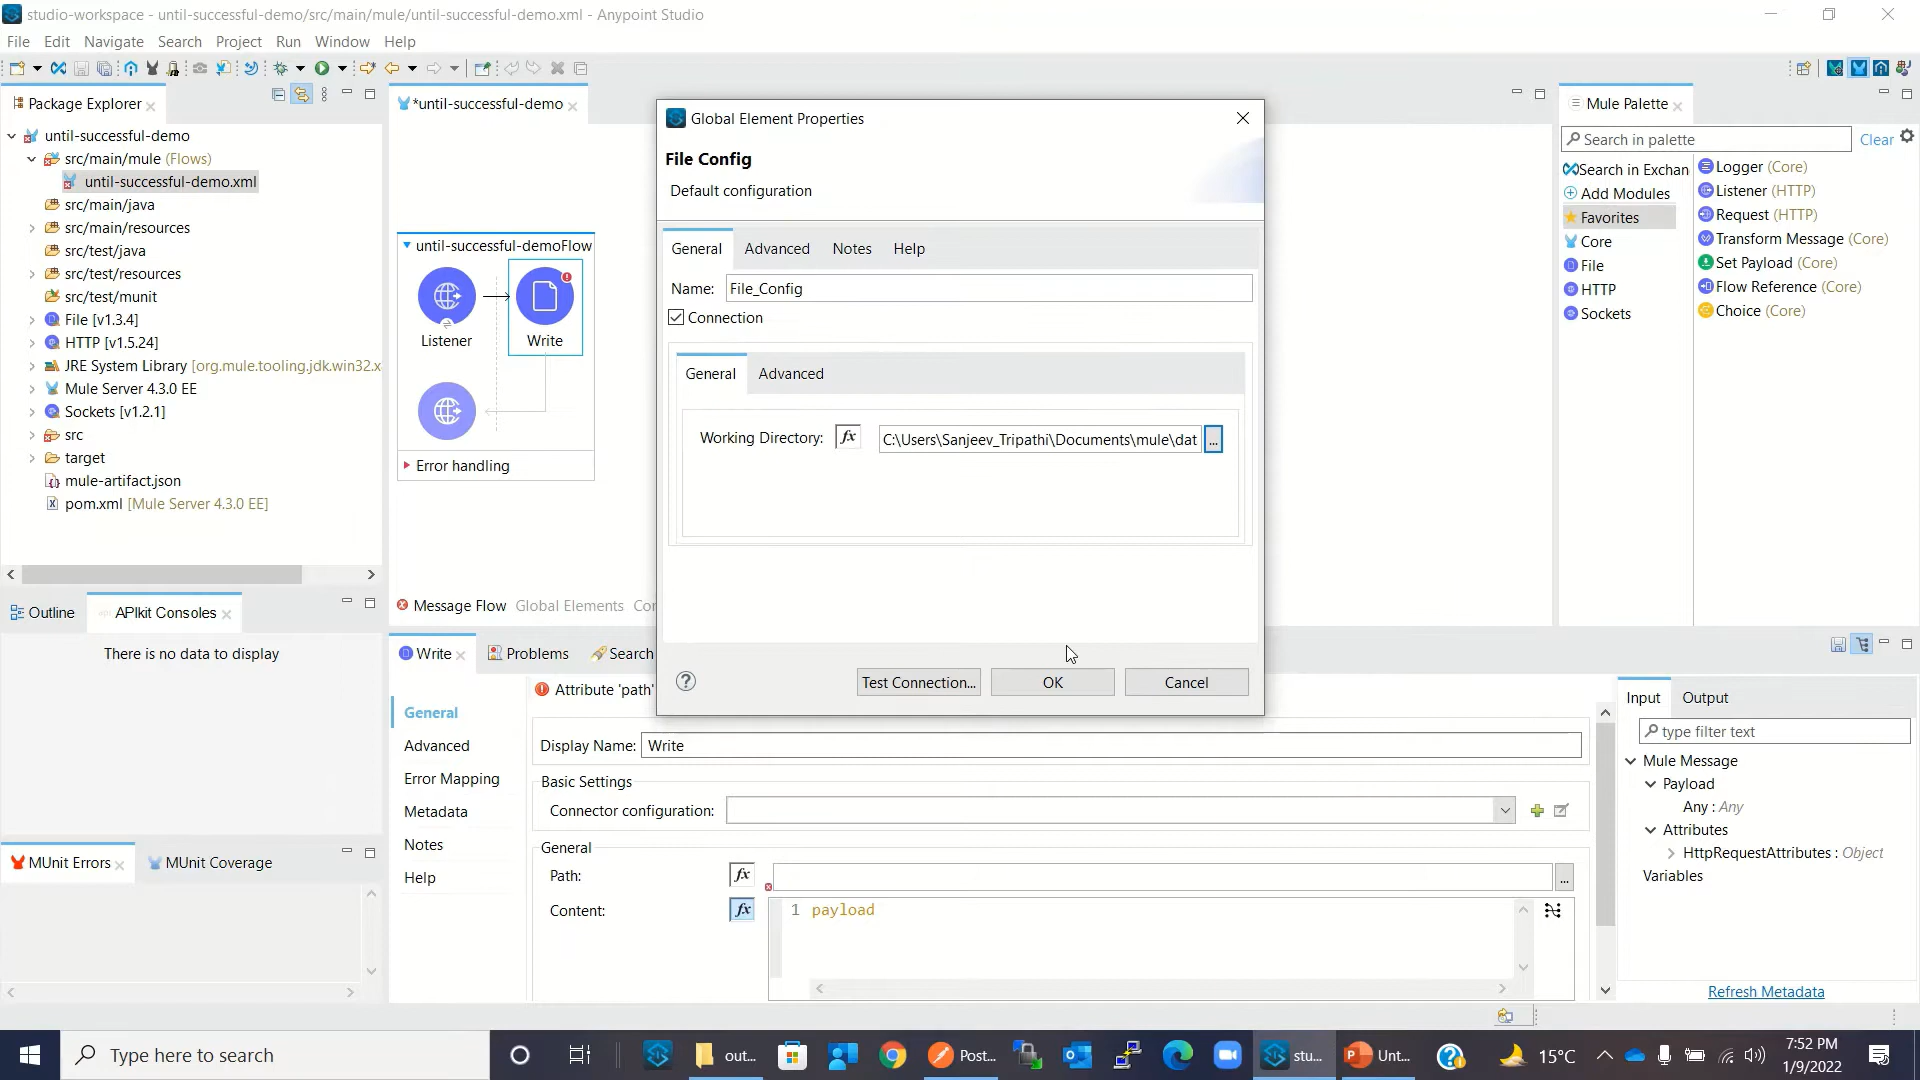 studio-workspace - until-successful-demo/src/main/mule/until-successful-demo.xml - Anypoint Studio
File Edit Navigate Search Project Run Window Help
Package Explorer
until-successful-demo
src/main/mule (Flows)
until-successful-demo.xml
src/main/java
src/main/resources
src/test/java
src/test/resources
src/test/munit
File [v1.3.4]
HTTP [v1.5.24]
JRE System Library [org.mule.tooling.jdk.win32.x
Mule Server 4.3.0 EE
Sockets [v1.2.1]
src
target
mule-artifact.json
pom.xml [Mule Server 4.3.0 EE]
Outline
APIkit Consoles
There is no data to display
MUnit Errors
MUnit Coverage
*until-successful-demo
until-successful-demoFlow
Listener
Write
Error handling
Message Flow Global Elements Cor
Global Element Properties
File Config
Default configuration
General Advanced Notes Help
Name: File_Config
Connection
General Advanced
Working Directory: fx C:\Users\Sanjeev_Tripathi\Documents\mule\dat ...
? Test Connection... OK Cancel
Write
Problems
Search
General
Advanced
Error Mapping
Metadata
Notes
Help
Attribute 'path'
Display Name: Write
Basic Settings
Connector configuration:
General
Path: fx ...
Content: fx 1 payload
Mule Palette
Search in palette
Clear
Search in Exchan
Add Modules
Favorites
Core
File
HTTP
Sockets
Logger (Core)
Listener (HTTP)
Request (HTTP)
Transform Message (Core)
Set Payload (Core)
Flow Reference (Core)
Choice (Core)
Input Output
type filter text
Mule Message
Payload
Any : Any
Attributes
HttpRequestAttributes : Object
Variables
Refresh Metadata
Type here to search
out...
Post...
stu...
Unt...
15°C
7:52 PM
1/9/2022